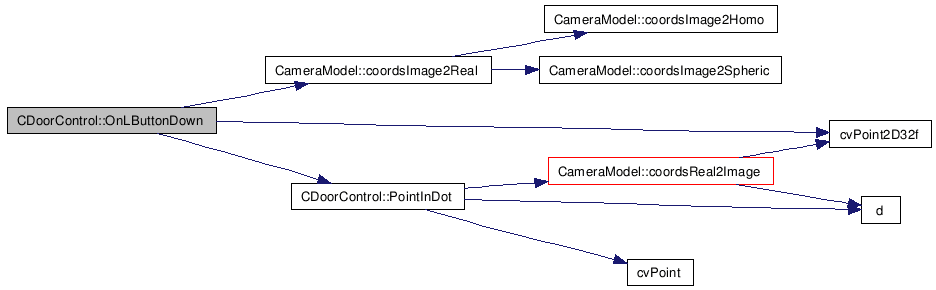 CameraModel::coordsImage2Homo
CameraModel::coordsImage2Real
CameraModel::coordsImage2Spheric
CDoorControl::OnLButtonDown
cvPoint2D32f
CameraModel::coordsReal2Image
CDoorControl::PointInDot
d
cvPoint